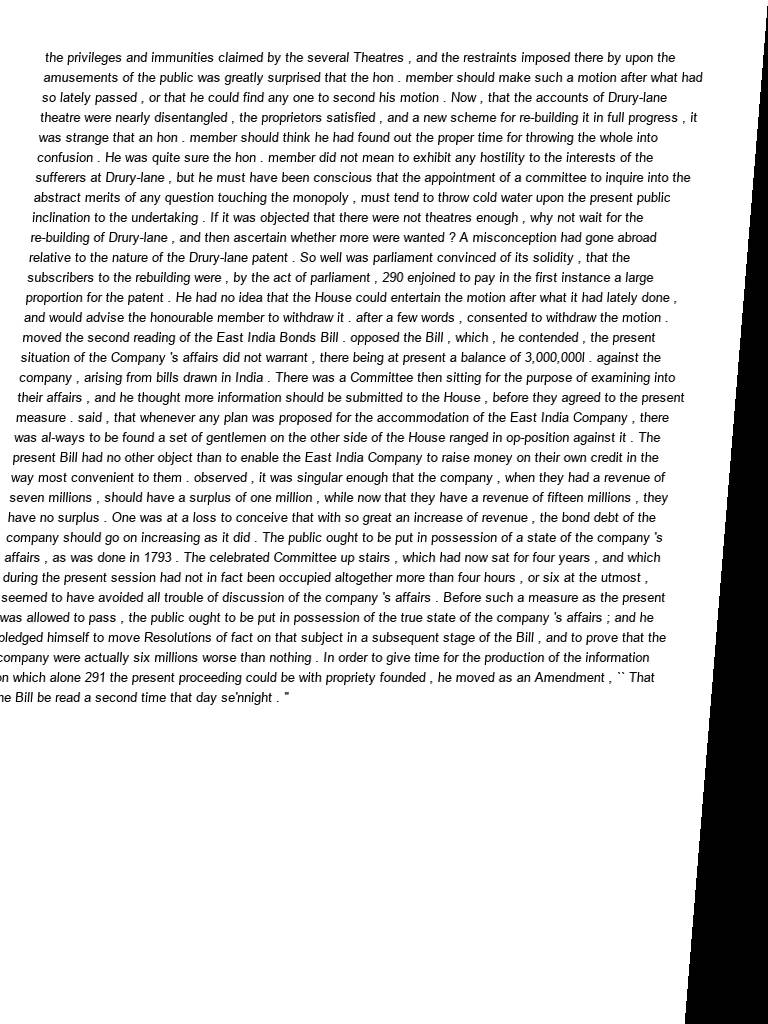 the privileges and immunities claimed by the several Theatres , and the restraints imposed there by upon the
amusements of the public was greatly surprised that the hon . member should make such a motion after what had
so lately passed , or that he could find any one to second his motion . Now , that the accounts of Drury-lane
theatre were nearly disentangled , the proprietors satisfied , and a new scheme for re-building it in full progress , it
was strange that an hon . member should think he had found out the proper time for throwing the whole into
confusion . He was quite sure the hon . member did not mean to exhibit any hostility to the interests of the
sufferers at Drury-lane , but he must have been conscious that the appointment of a committee to inquire into the
abstract merits of any question touching the monopoly , must tend to throw cold water upon the present public
inclination to the undertaking . If it was objected that there were not theatres enough , why not wait for the
re-building of Drury-lane , and then ascertain whether more were wanted ? A misconception had gone abroad
relative to the nature of the Drury-lane patent . So well was parliament convinced of its solidity , that the
subscribers to the rebuilding were , by the act of parliament , 290 enjoined to pay in the first instance a large
proportion for the patent . He had no idea that the House could entertain the motion after what it had lately done ,
and would advise the honourable member to withdraw it . after a few words , consented to withdraw the motion .
moved the second reading of the East India Bonds Bill . opposed the Bill , which , he contended , the present
situation of the Company 's affairs did not warrant , there being at present a balance of 3,000,000l . against the
company , arising from bills drawn in India . There was a Committee then sitting for the purpose of examining into
their affairs , and he thought more information should be submitted to the House , before they agreed to the present
measure . said , that whenever any plan was proposed for the accommodation of the East India Company , there
was al-ways to be found a set of gentlemen on the other side of the House ranged in op-position against it . The
present Bill had no other object than to enable the East India Company to raise money on their own credit in the
way most convenient to them . observed , it was singular enough that the company , when they had a revenue of
seven millions , should have a surplus of one million , while now that they have a revenue of fifteen millions , they
have no surplus . One was at a loss to conceive that with so great an increase of revenue , the bond debt of the
company should go on increasing as it did . The public ought to be put in possession of a state of the company 's
affairs , as was done in 1793 . The celebrated Committee up stairs , which had now sat for four years , and which
during the present session had not in fact been occupied altogether more than four hours , or six at the utmost ,
seemed to have avoided all trouble of discussion of the company 's affairs . Before such a measure as the present
was allowed to pass , the public ought to be put in possession of the true state of the company 's affairs ; and he
pledged himself to move Resolutions of fact on that subject in a subsequent stage of the Bill , and to prove that the
company were actually six millions worse than nothing . In order to give time for the production of the information
on which alone 291 the present proceeding could be with propriety founded , he moved as an Amendment , `` That
he Bill be read a second time that day se'nnight . "